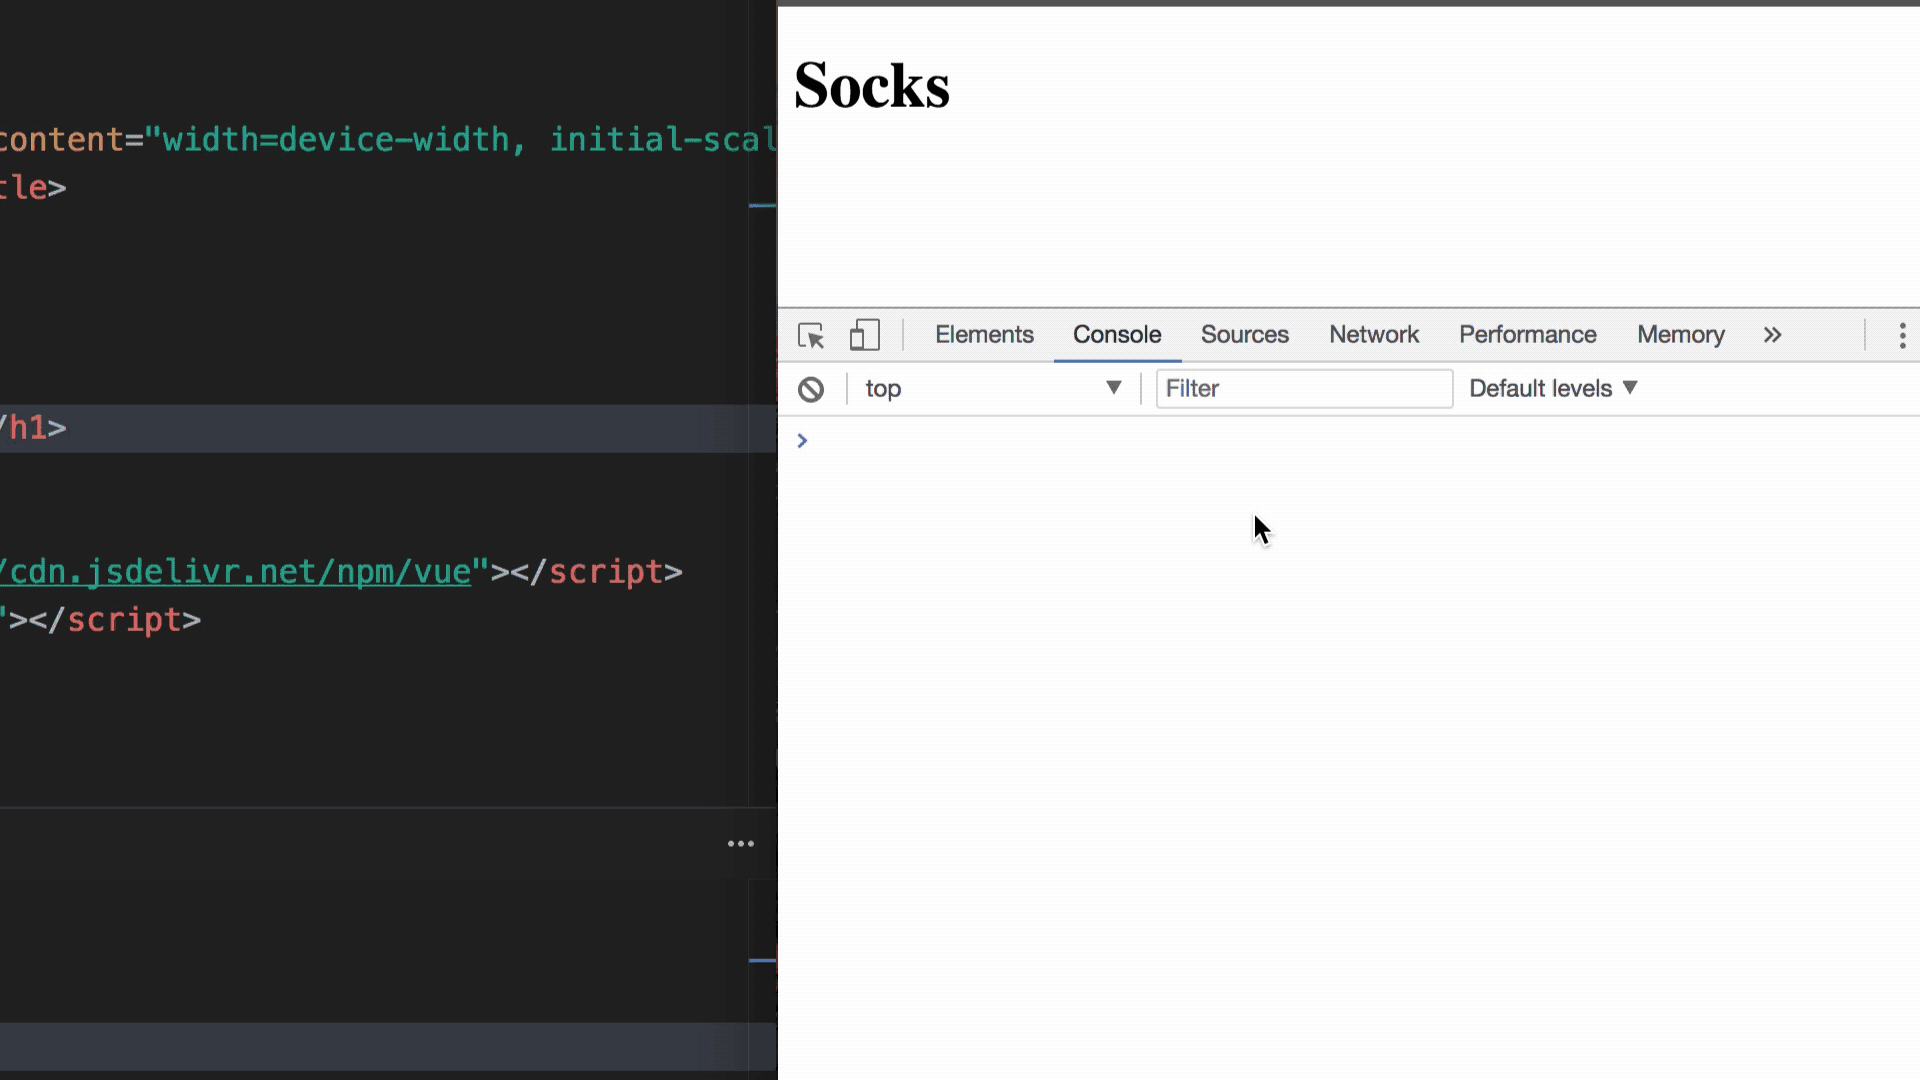 content="width=device-width, initial-scal
tle>
/h1>
/cdn.jsdelivr.net/npm/vue"></script>
"></script>
Socks
Elements Console Sources Network Performance Memory »
top ▼ Filter Default levels ▼
>